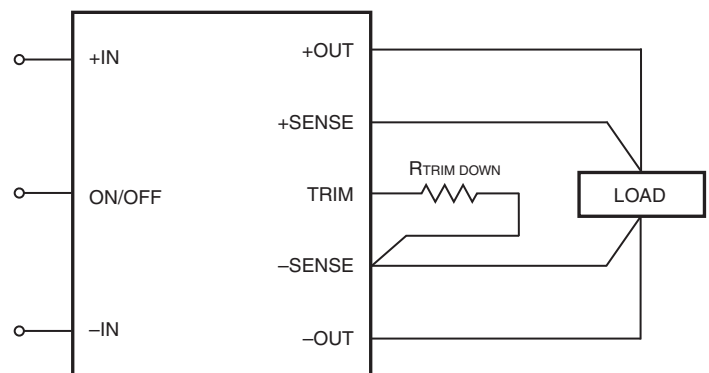 +IN
ON/OFF
–IN
+OUT
+SENSE
TRIM
–SENSE
–OUT
RTRIM DOWN
LOAD